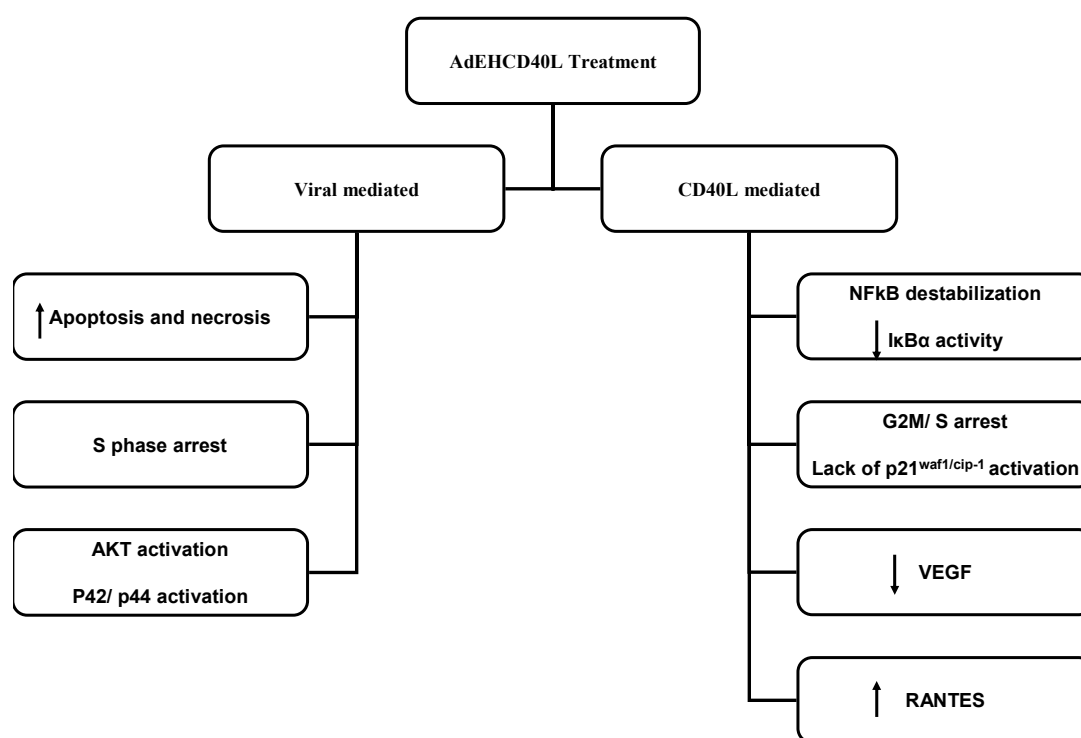 AdEHCD40L Treatment
Viral mediated
CD40L mediated
↑ Apoptosis and necrosis
S phase arrest
AKT activation
P42/ p44 activation
NFkB destabilization
↓ IκBα activity
G2M/ S arrest
Lack of p21waf1/cip-1 activation
↓ VEGF
↑ RANTES